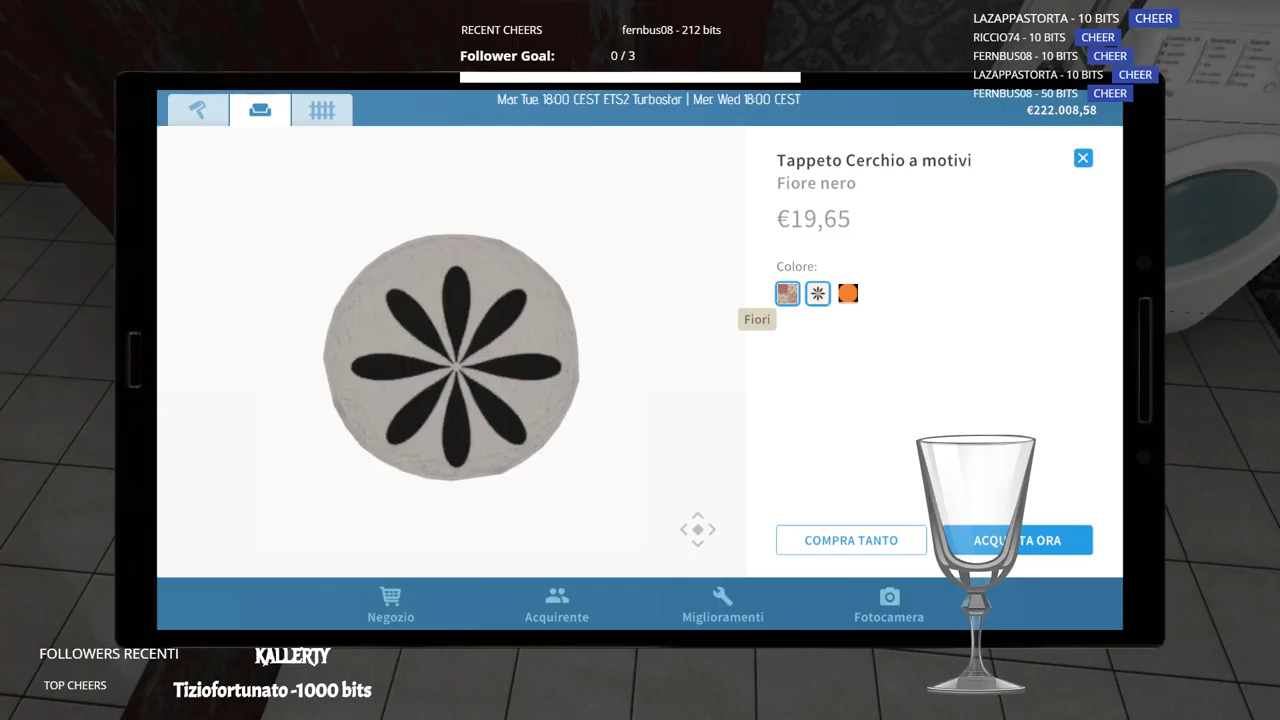 RECENT CHEERS
fernbus08 - 212 bits
Follower Goal:
0 / 3
LAZAPPASTORTA - 10 BITS CHEER
RICCIO74 - 10 BITS CHEER
FERNBUS08 - 10 BITS CHEER
LAZAPPASTORTA - 10 BITS CHEER
FERNBUS08 - 50 BITS CHEER
Mar. Tue. 18:00 CEST ETS2 Turbostar | Mer. Wed 18:00 CEST
€222.008,58
Tappeto Cerchio a motivi
Fiore nero
€19,65
Colore:
Fiori
COMPRA TANTO
Negozio
Acquirente
Miglioramenti
Fotocamera
FOLLOWERS RECENTI
KALLERTY
TOP CHEERS
Tiziofortunato -1000 bits